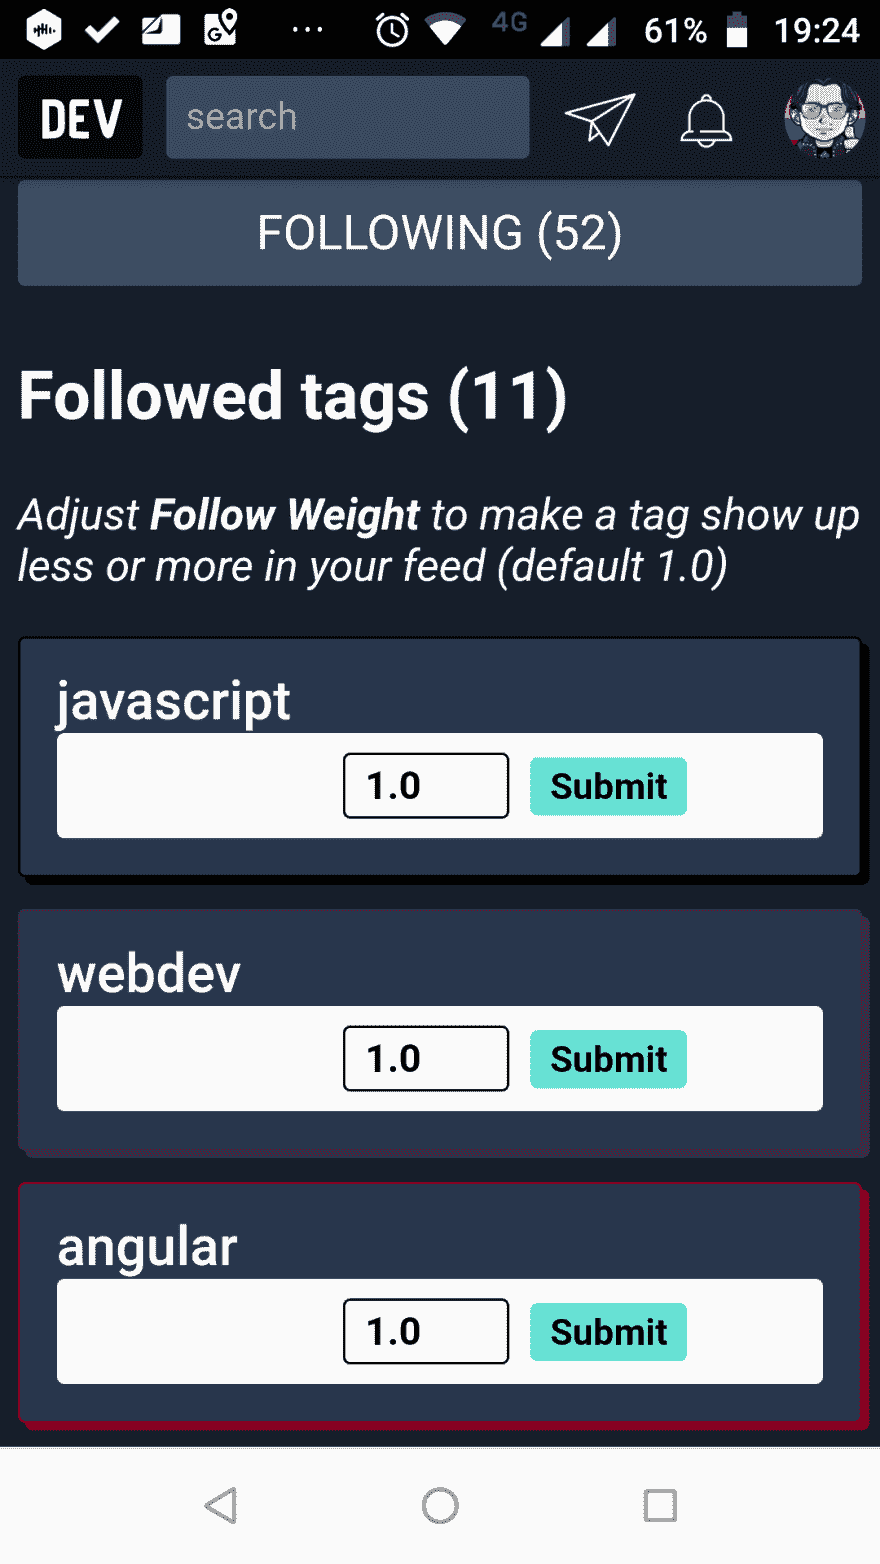 4G 61% 19:24
DEV search
FOLLOWING (52)
Followed tags (11)
Adjust Follow Weight to make a tag show up
less or more in your feed (default 1.0)
javascript
1.0 Submit
webdev
1.0 Submit
angular
1.0 Submit